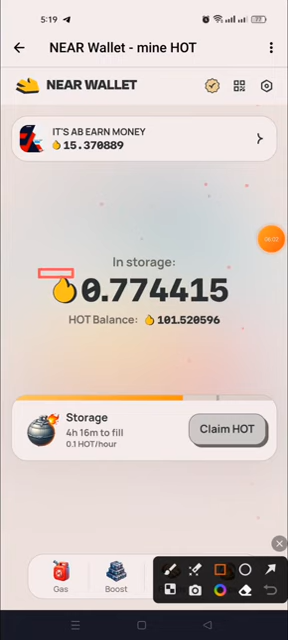 5:19
NEAR Wallet - mine HOT
NEAR WALLET
IT'S AB EARN MONEY
15.370889
In storage:
0.774415
HOT Balance: 101.520596
Storage
4h 16m to fill
0.1 HOT/hour
Claim HOT
Gas
Boost